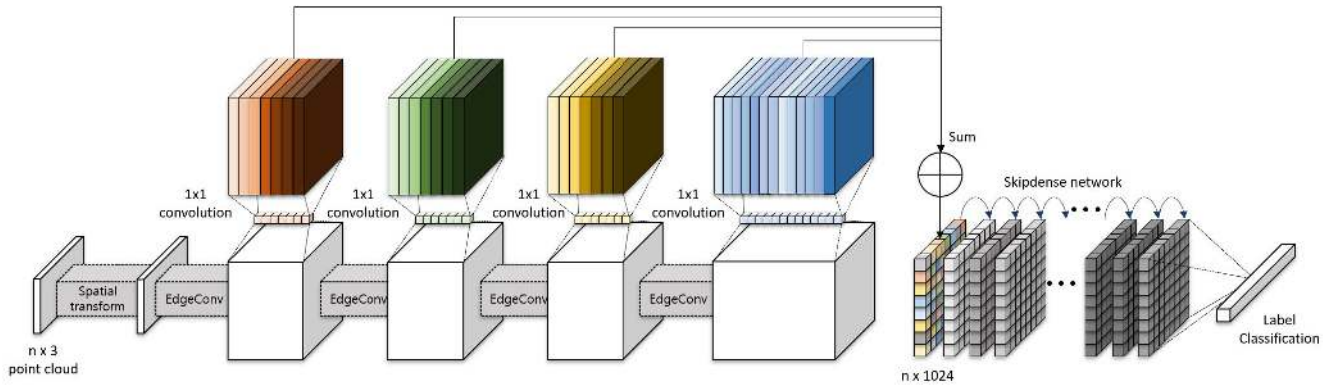 Sum
1x1
convolution
1x1
convolution
1x1
convolution
1x1
convolution
Skipdense network
Spatial
transform
EdgeConv
EdgeConv
EdgeConv
EdgeConv
n x 3
point cloud
n x 1024
Label
Classification